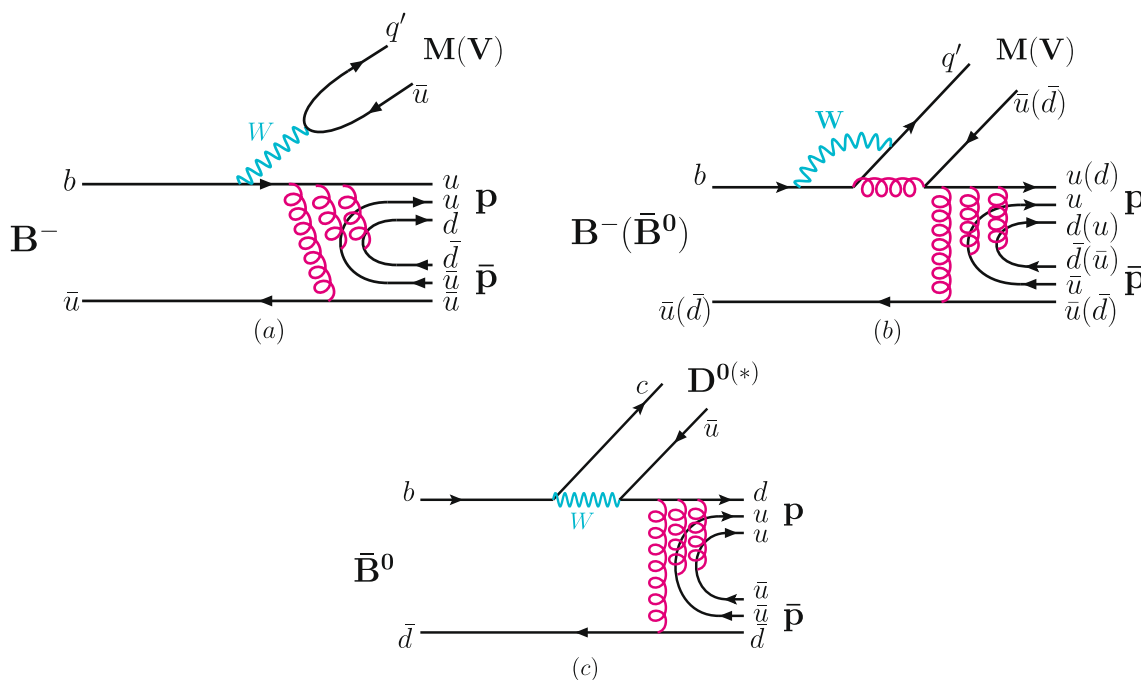 q′ M(V)
ū
W
b u
u p
d
B⁻
d̄
ū p̄
ū ū
(a)
q′ M(V)
ū(d̄)
W
b u(d)
u p
d(u)
B⁻(B̄⁰)
d̄(ū)
ū p̄
ū(d̄) ū(d̄)
(b)
c D⁰⁽*⁾
ū
b d
W u p
u
B̄⁰
ū
ū p̄
d̄ d̄
(c)